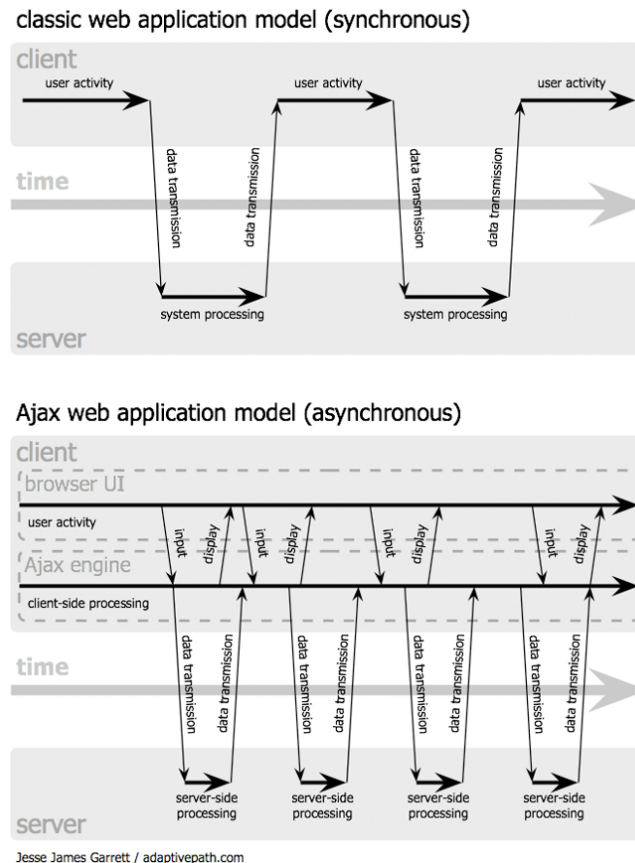 classic web application model (synchronous)
client
user activity
user activity
user activity
data transmission
data transmission
data transmission
data transmission
time
system processing
system processing
server
Ajax web application model (asynchronous)
client
browser UI
user activity
input
display
input
display
input
display
input
display
Ajax engine
client-side processing
data transmission
data transmission
data transmission
data transmission
data transmission
data transmission
data transmission
data transmission
time
server-side
processing
server-side
processing
server-side
processing
server-side
processing
server
Jesse James Garrett / adaptivepath.com